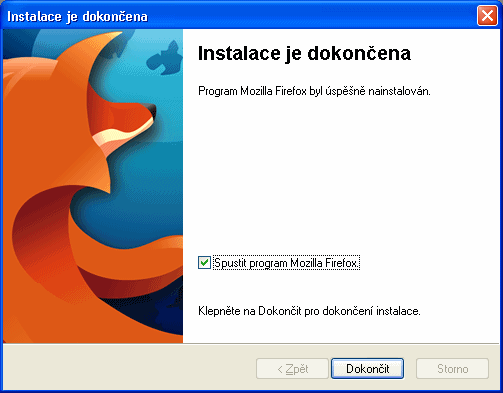 Instalace je dokončena
Instalace je dokončena
Program Mozilla Firefox byl úspěšně nainstalován.
Spustit program Mozilla Firefox.
Klepněte na Dokončit pro dokončení instalace.
< Zpět
Dokončit
Storno